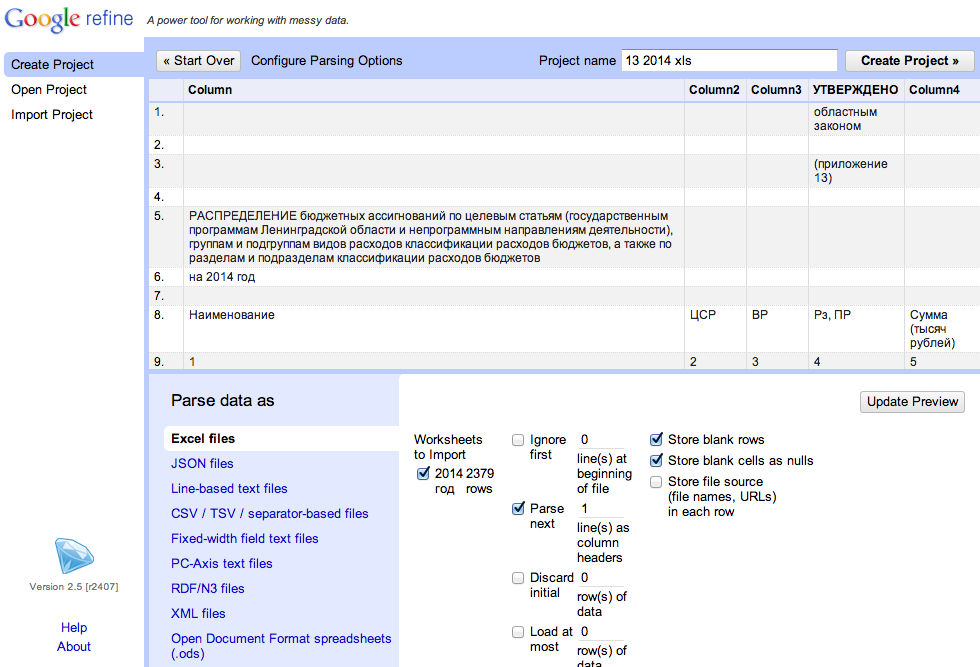 Google refine A power tool for working with messy data.
Create Project
Open Project
Import Project
« Start Over Configure Parsing Options Project name 13 2014 xls Create Project »
Column Column2 Column3 УТВЕРЖДЕНО Column4
1. областным
законом
2.
3. (приложение
13)
4.
5. РАСПРЕДЕЛЕНИЕ бюджетных ассигнований по целевым статьям (государственным
программам Ленинградской области и непрограммным направлениям деятельности),
группам и подгруппам видов расходов классификации расходов бюджетов, а также по
разделам и подразделам классификации расходов бюджетов
6. на 2014 год
7.
8. Наименование ЦСР ВР Рз, ПР Сумма
(тысяч
рублей)
9. 1 2 3 4 5
Parse data as
Excel files
JSON files
Line-based text files
CSV / TSV / separator-based files
Fixed-width field text files
PC-Axis text files
RDF/N3 files
XML files
Open Document Format spreadsheets
(.ods)
Update Preview
Worksheets
to Import
2014 2379
год rows
Ignore 0
first line(s) at
beginning
of file
Parse 1
next line(s) as
column
headers
Discard 0
initial row(s) of
data
Load at 0
most row(s) of
data
Store blank rows
Store blank cells as nulls
Store file source
(file names, URLs)
in each row
Version 2.5 [r2407]
Help
About